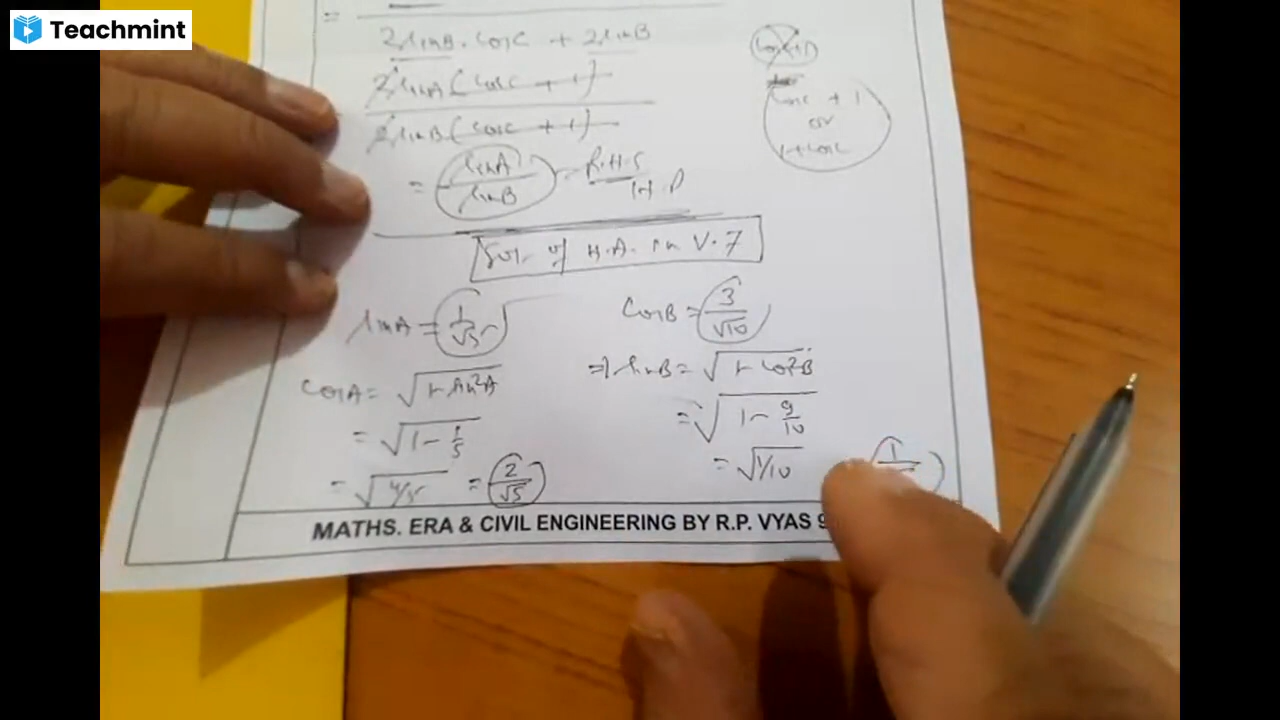 Teachmint
=
2sinB.cosC + 2sinB
2sinA(cosC + 1)
2sinB(cosC + 1)
= sinA/sinB = R.H.S
H.P
cosC + 1
or
1+cosC
Sol. of H.A. in V.7
sinA = 1/√5
cosA = √1-sin²A
= √1-1/5
= √4/5 = 2/√5
cosB = 3/√10
⇒ sinB = √1-cos²B
= √1-9/10
= √1/10
MATHS. ERA & CIVIL ENGINEERING BY R.P. VYAS 9